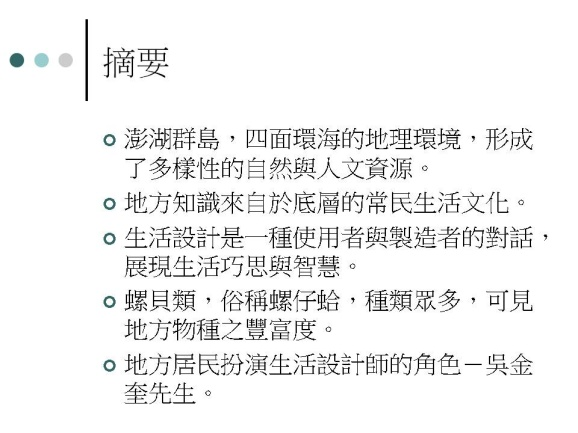 摘要
澎湖群島，四面環海的地理環境，形成
了多樣性的自然與人文資源。
地方知識來自於底層的常民生活文化。
生活設計是一種使用者與製造者的對話，
展現生活巧思與智慧。
螺貝類，俗稱螺仔蛤，種類眾多，可見
地方物種之豐富度。
地方居民扮演生活設計師的角色－吳金
奎先生。